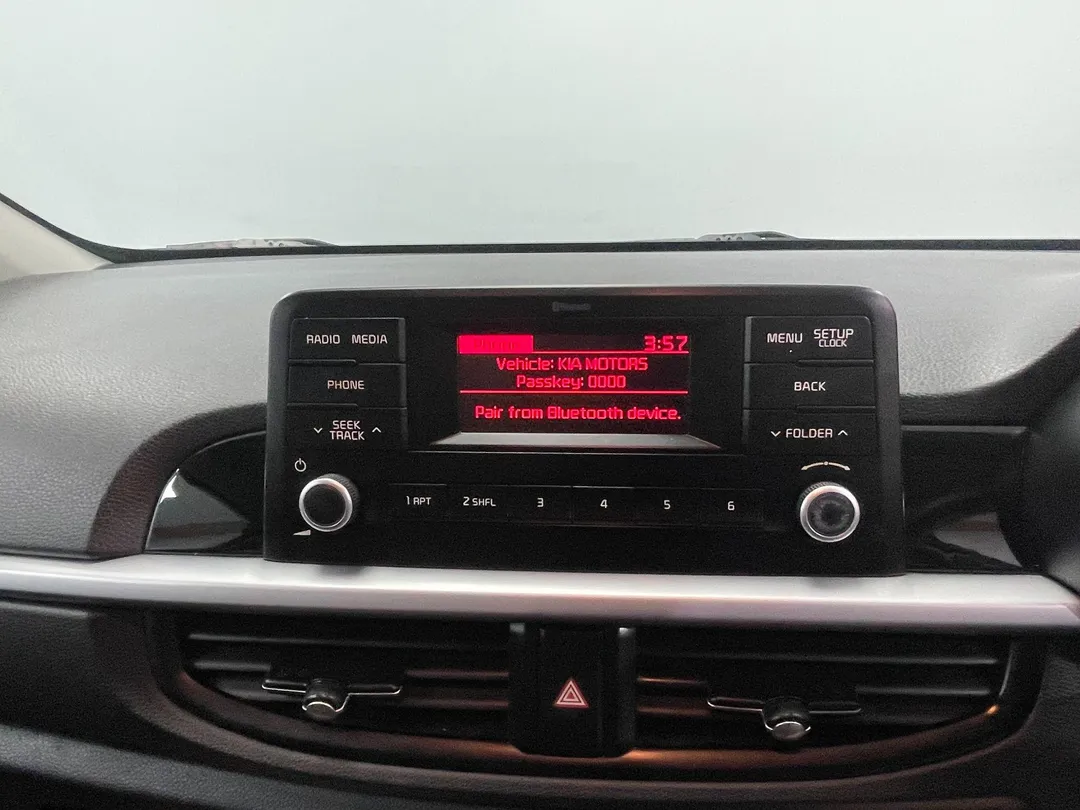 RADIO MEDIA
PHONE
SEEK
TRACK
3:57
Vehicle: KIA MOTORS
Passkey: 0000
Pair from Bluetooth device.
MENU SETUP
CLOCK
BACK
FOLDER
1 RPT 2 SHFL 3 4 5 6